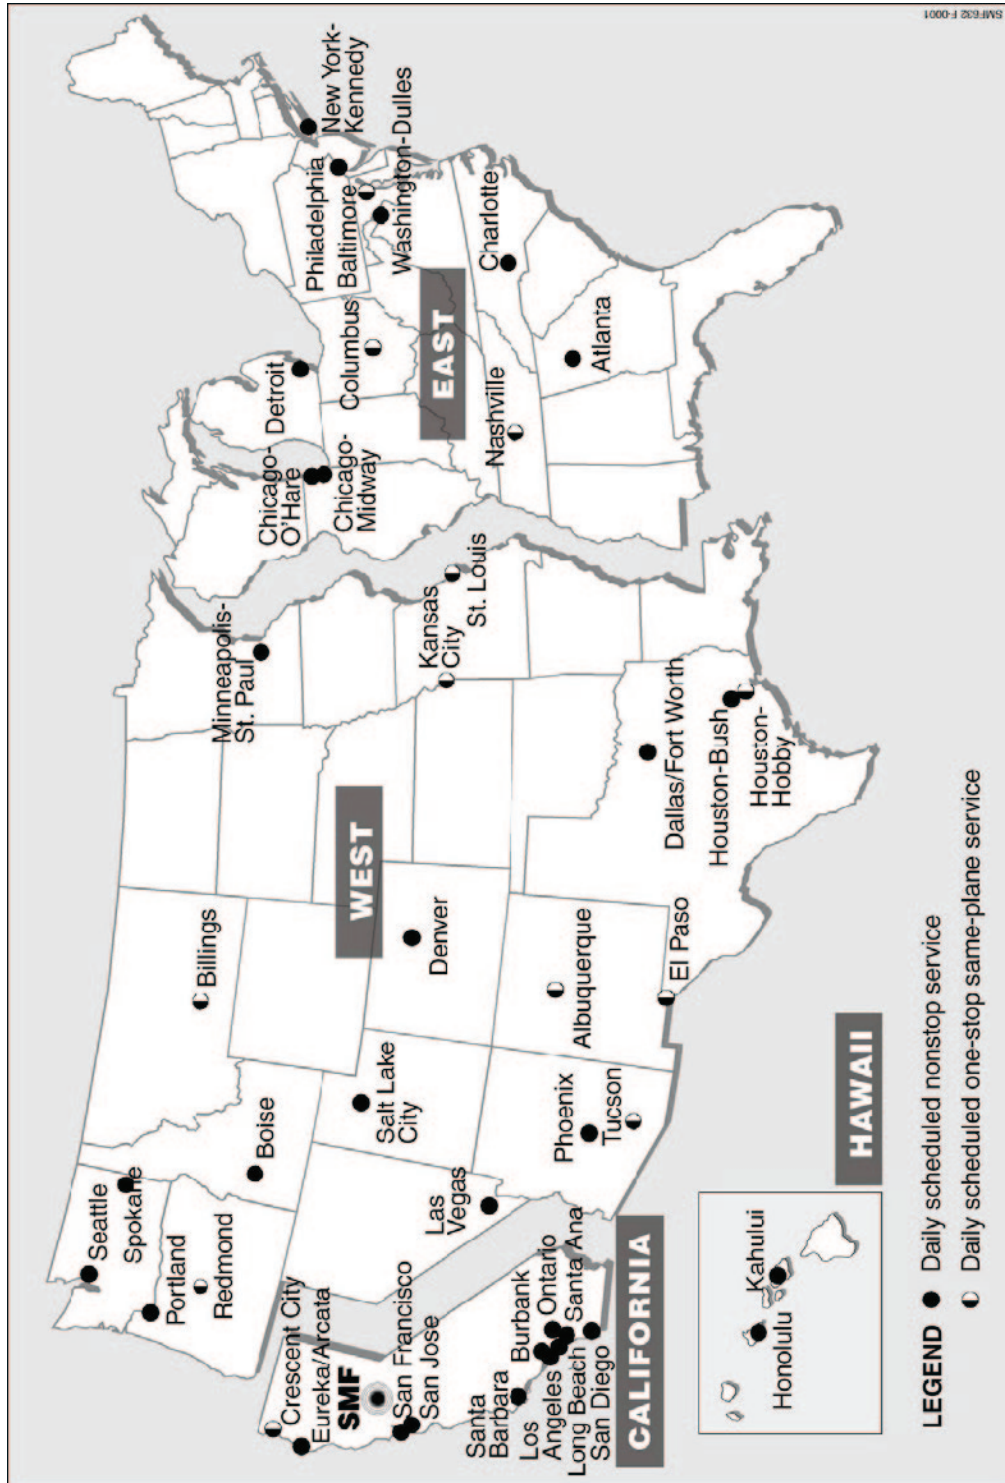 SMF632 F-0001
Seattle
Spokane
Portland
Redmond
Boise
Billings
Minneapolis-
St. Paul
Chicago-
O'Hare
Chicago-
Midway
Detroit
Columbus
Philadelphia
Baltimore
New York-
Kennedy
Washington-Dulles
WEST
EAST
Crescent City
Eureka/Arcata
SMF
San Francisco
San Jose
Las
Vegas
Salt Lake
City
Denver
Kansas
City
St. Louis
Nashville
Charlotte
Atlanta
Santa
Barbara
Burbank
Los
Angeles
Ontario
Long Beach
Santa Ana
San Diego
CALIFORNIA
Phoenix
Tucson
Albuquerque
El Paso
Dallas/Fort Worth
Houston-Bush
Houston-
Hobby
Honolulu
Kahului
HAWAII
LEGEND
Daily scheduled nonstop service
Daily scheduled one-stop same-plane service